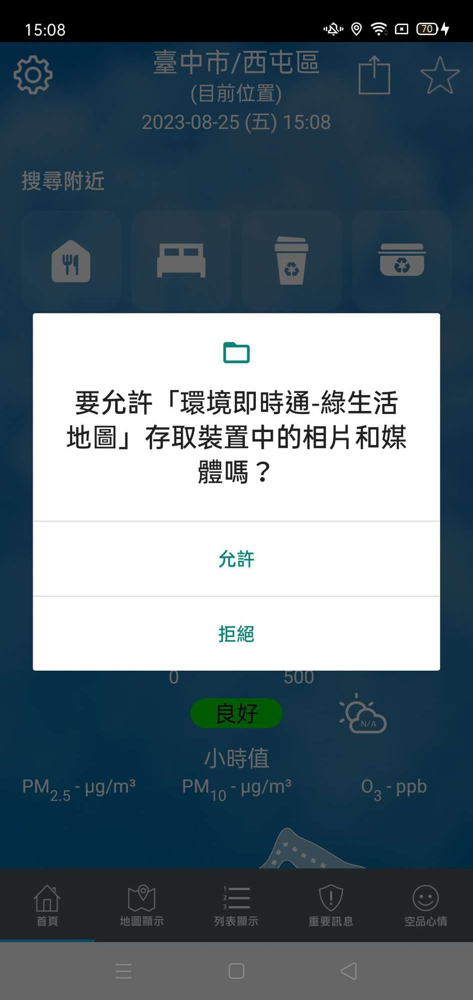 15:08
70
臺中市/西屯區
(目前位置)
2023-08-25 (五) 15:08
搜尋附近
要允許「環境即時通-綠生活
地圖」存取裝置中的相片和媒
體嗎？
允許
拒絕
0 500
良好
N/A
小時值
PM2.5 - μg/m³ PM10 - μg/m³ O3 - ppb
1
2
3
首頁 地圖顯示 列表顯示 重要訊息 空品心情